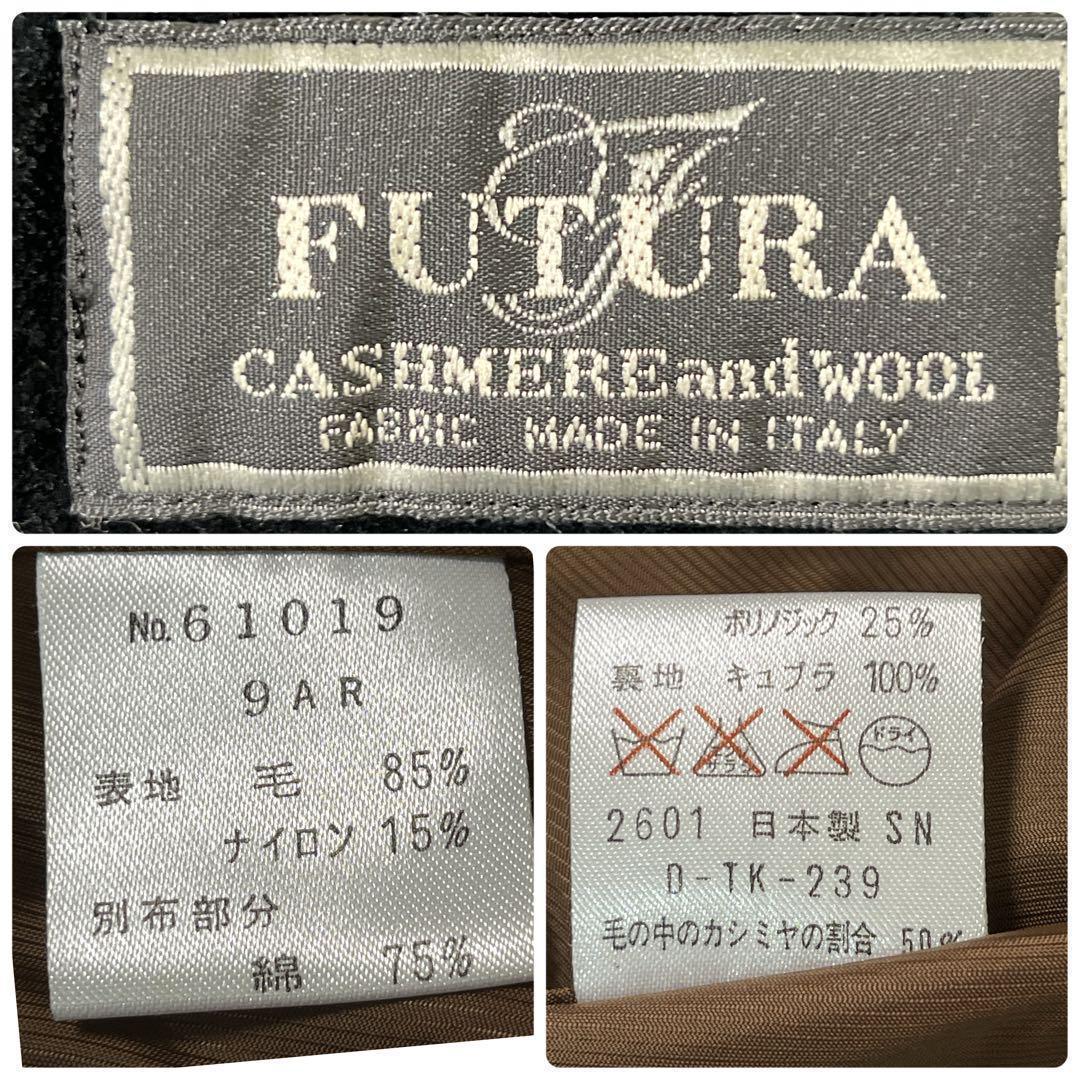 FUTURA
CASHMERE and WOOL
FABRIC MADE IN ITALY
No.61019
9AR
表地 毛 85%
ナイロン 15%
別布部分
綿 75%
ポリノジック 25%
裏地 キュプラ 100%
ドライ
2601 日本製 SN
D-TK-239
毛の中のカシミヤの割合 50%